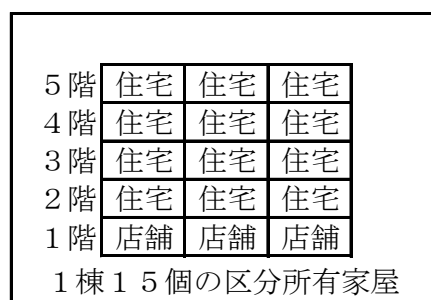 5階 住宅 住宅 住宅
4階 住宅 住宅 住宅
3階 住宅 住宅 住宅
2階 住宅 住宅 住宅
1階 店舗 店舗 店舗
1棟15個の区分所有家屋